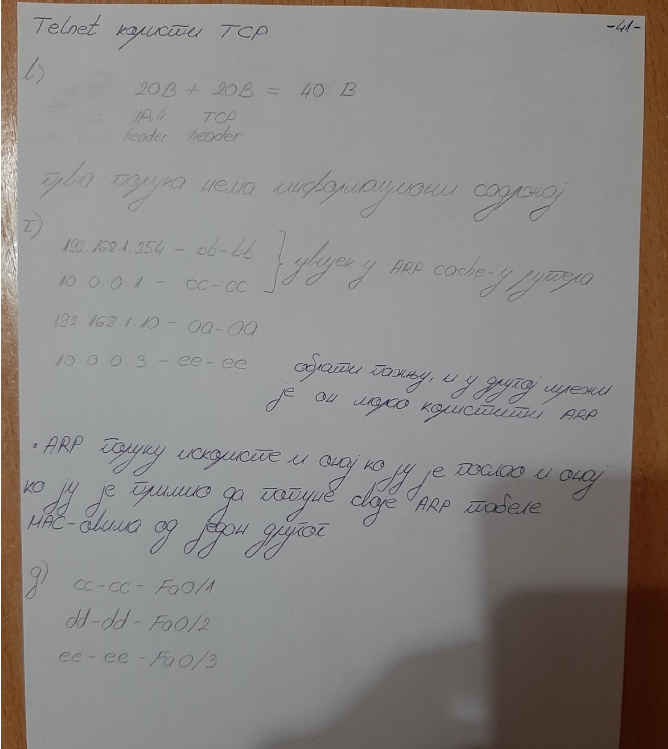 Telnet користи TCP
-41-
в)
20B + 20B = 40 B
IPv4 TCP
header header
прва порука нема информациони садржај
г)
192.168.1.254 - bb-bb
10.0.0.1 - cc-cc
увијек у ARP cache-у рутера
192.168.1.10 - aa-aa
10.0.0.3 - ee-ee
обрати пажњу, и у другој мрежи
је он морао користити ARP
• ARP поруку искористе и онај ко ју је послао и онај
ко ју је примио да попуне своје ARP табеле
MAC-овима од једон другог
д)
cc-cc - Fa0/1
dd-dd - Fa0/2
ee-ee - Fa0/3